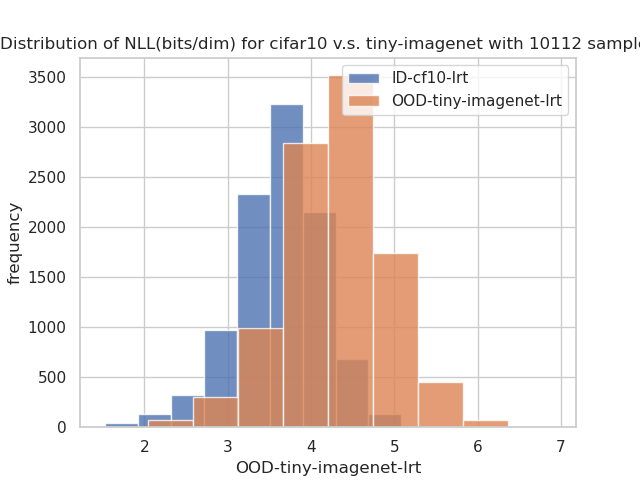 Distribution of NLL(bits/dim) for cifar10 v.s. tiny-imagenet with 10112 sample
ID-cf10-lrt
OOD-tiny-imagenet-lrt
3500
3000
2500
2000
1500
1000
500
0
frequency
2 3 4 5 6 7
OOD-tiny-imagenet-lrt